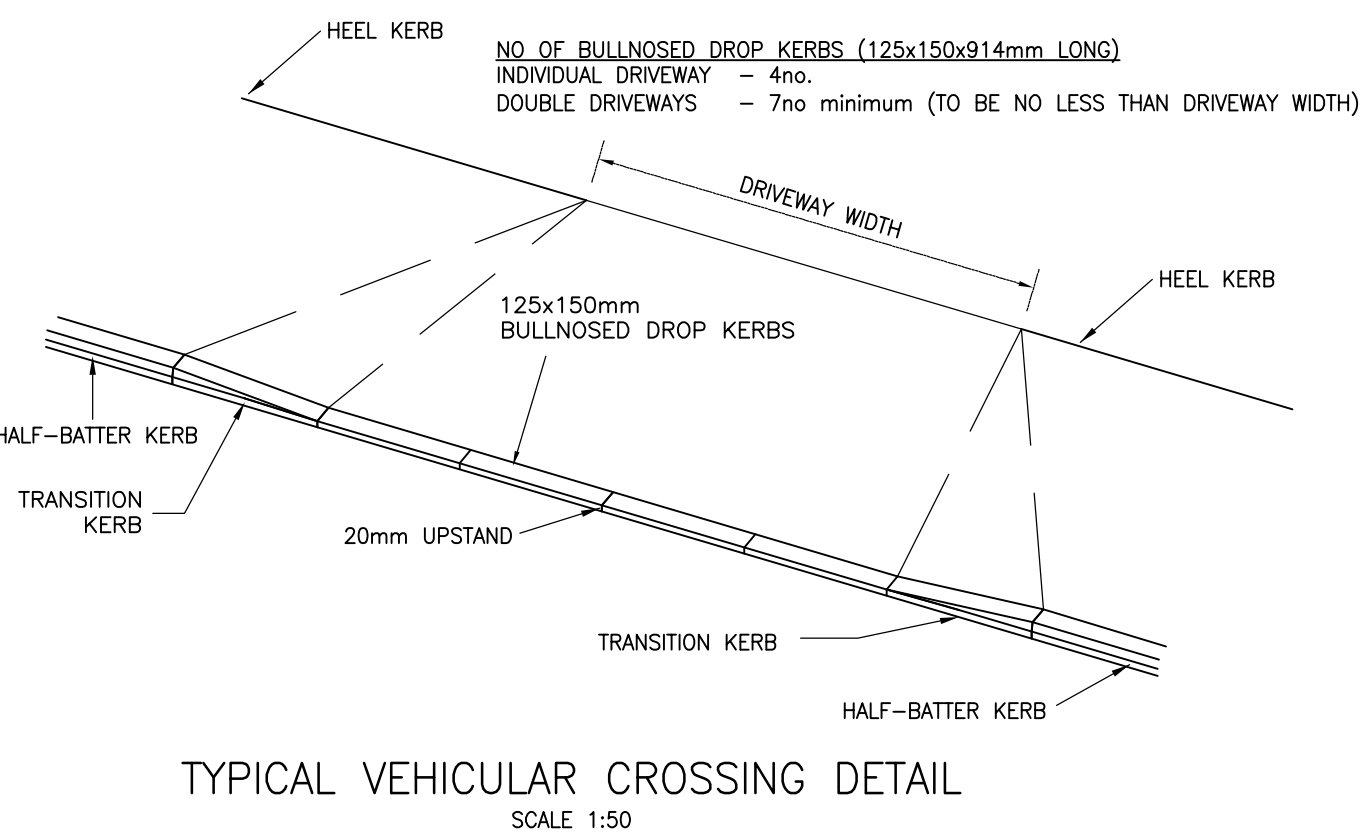 HEEL KERB
NO OF BULLNOSED DROP KERBS (125x150x914mm LONG)
INDIVIDUAL DRIVEWAY – 4no.
DOUBLE DRIVEWAYS – 7no minimum (TO BE NO LESS THAN DRIVEWAY WIDTH)
DRIVEWAY WIDTH
HEEL KERB
125x150mm
BULLNOSED DROP KERBS
HALF–BATTER KERB
TRANSITION
KERB
20mm UPSTAND
TRANSITION KERB
HALF–BATTER KERB
TYPICAL VEHICULAR CROSSING DETAIL
SCALE 1:50